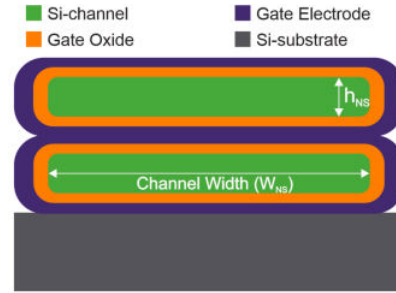 Si-channel
Gate Electrode
Gate Oxide
Si-substrate
hNS
Channel Width (WNS)